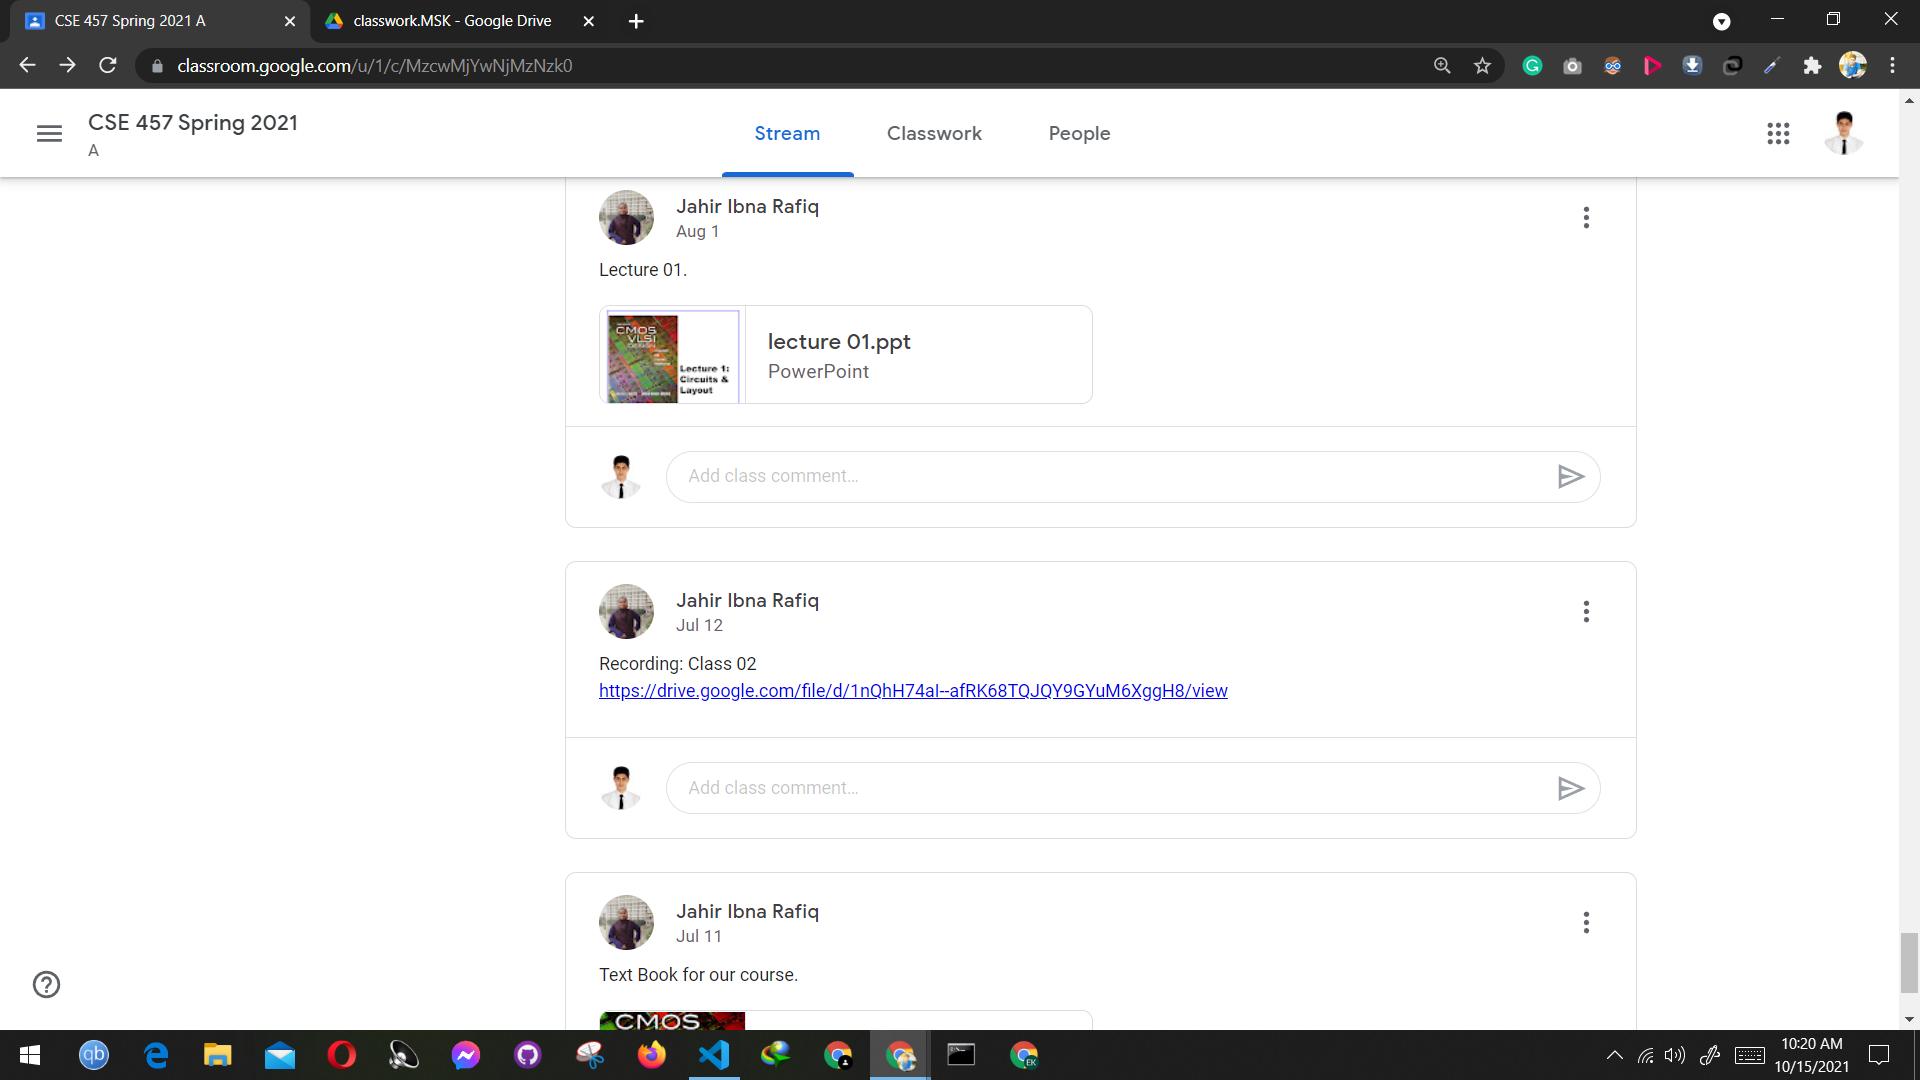 CSE 457 Spring 2021 A
classwork.MSK - Google Drive
classroom.google.com/u/1/c/MzcwMjYwNjMzNzk0
CSE 457 Spring 2021
A
Stream
Classwork
People
Jahir Ibna Rafiq
Aug 1
Lecture 01.
CMOS
VLSI
DESIGN
Lecture 1:
Circuits &
Layout
lecture 01.ppt
PowerPoint
Add class comment...
Jahir Ibna Rafiq
Jul 12
Recording: Class 02
https://drive.google.com/file/d/1nQhH74aI--afRK68TQJQY9GYuM6XggH8/view
Add class comment...
Jahir Ibna Rafiq
Jul 11
Text Book for our course.
CMOS
qb
EK
10:20 AM
10/15/2021